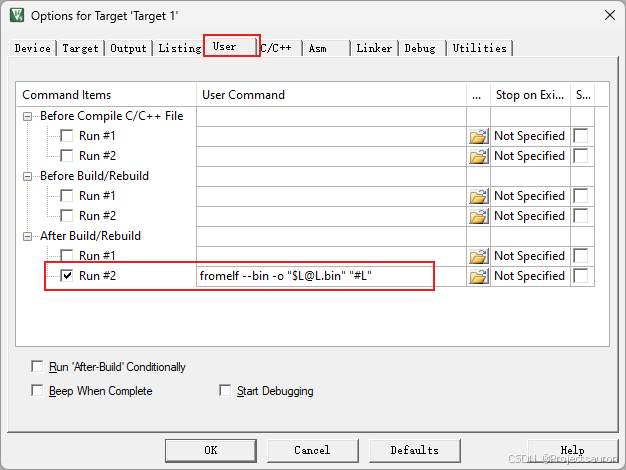 Options for Target 'Target 1'
Device Target Output Listing User C/C++ Asm Linker Debug Utilities
Command Items User Command ... Stop on Exi... S...
Before Compile C/C++ File
Run #1 Not Specified
Run #2 Not Specified
Before Build/Rebuild
Run #1 Not Specified
Run #2 Not Specified
After Build/Rebuild
Run #1 Not Specified
Run #2 fromelf --bin -o "$L@L.bin" "#L" Not Specified
Run 'After-Build' Conditionally
Beep When Complete Start Debugging
OK Cancel Defaults Help
CSDN @Projectsauron